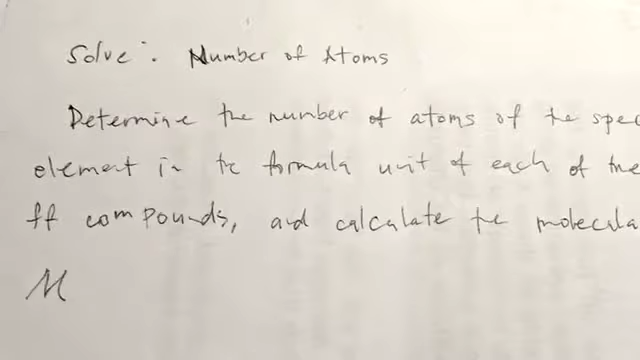 Solve: Number of Atoms
Determine the number of atoms of the spec
element in the formula unit of each of the
ff compounds, and calculate the molecula
M